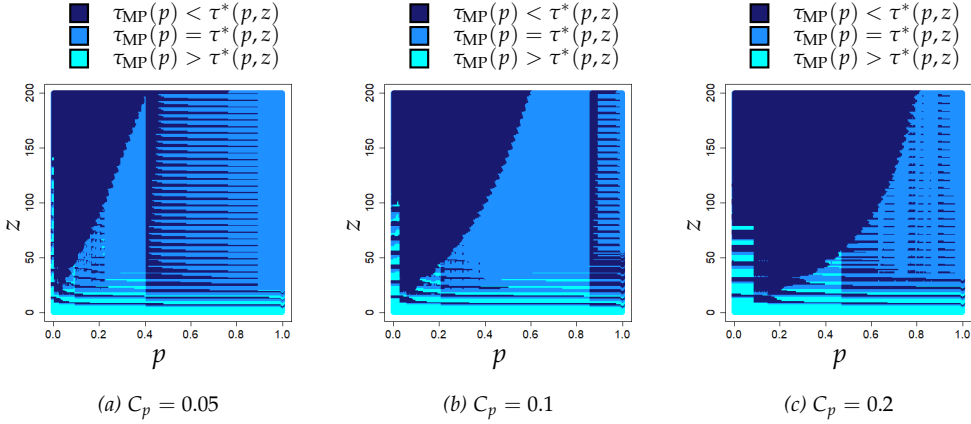 τ_MP(p) < τ*(p, z)
τ_MP(p) = τ*(p, z)
τ_MP(p) > τ*(p, z)
z
200
150
100
50
0
0.0 0.2 0.4 0.6 0.8 1.0
p
(a) C_p = 0.05
τ_MP(p) < τ*(p, z)
τ_MP(p) = τ*(p, z)
τ_MP(p) > τ*(p, z)
z
200
150
100
50
0
0.0 0.2 0.4 0.6 0.8 1.0
p
(b) C_p = 0.1
τ_MP(p) < τ*(p, z)
τ_MP(p) = τ*(p, z)
τ_MP(p) > τ*(p, z)
z
200
150
100
50
0
0.0 0.2 0.4 0.6 0.8 1.0
p
(c) C_p = 0.2